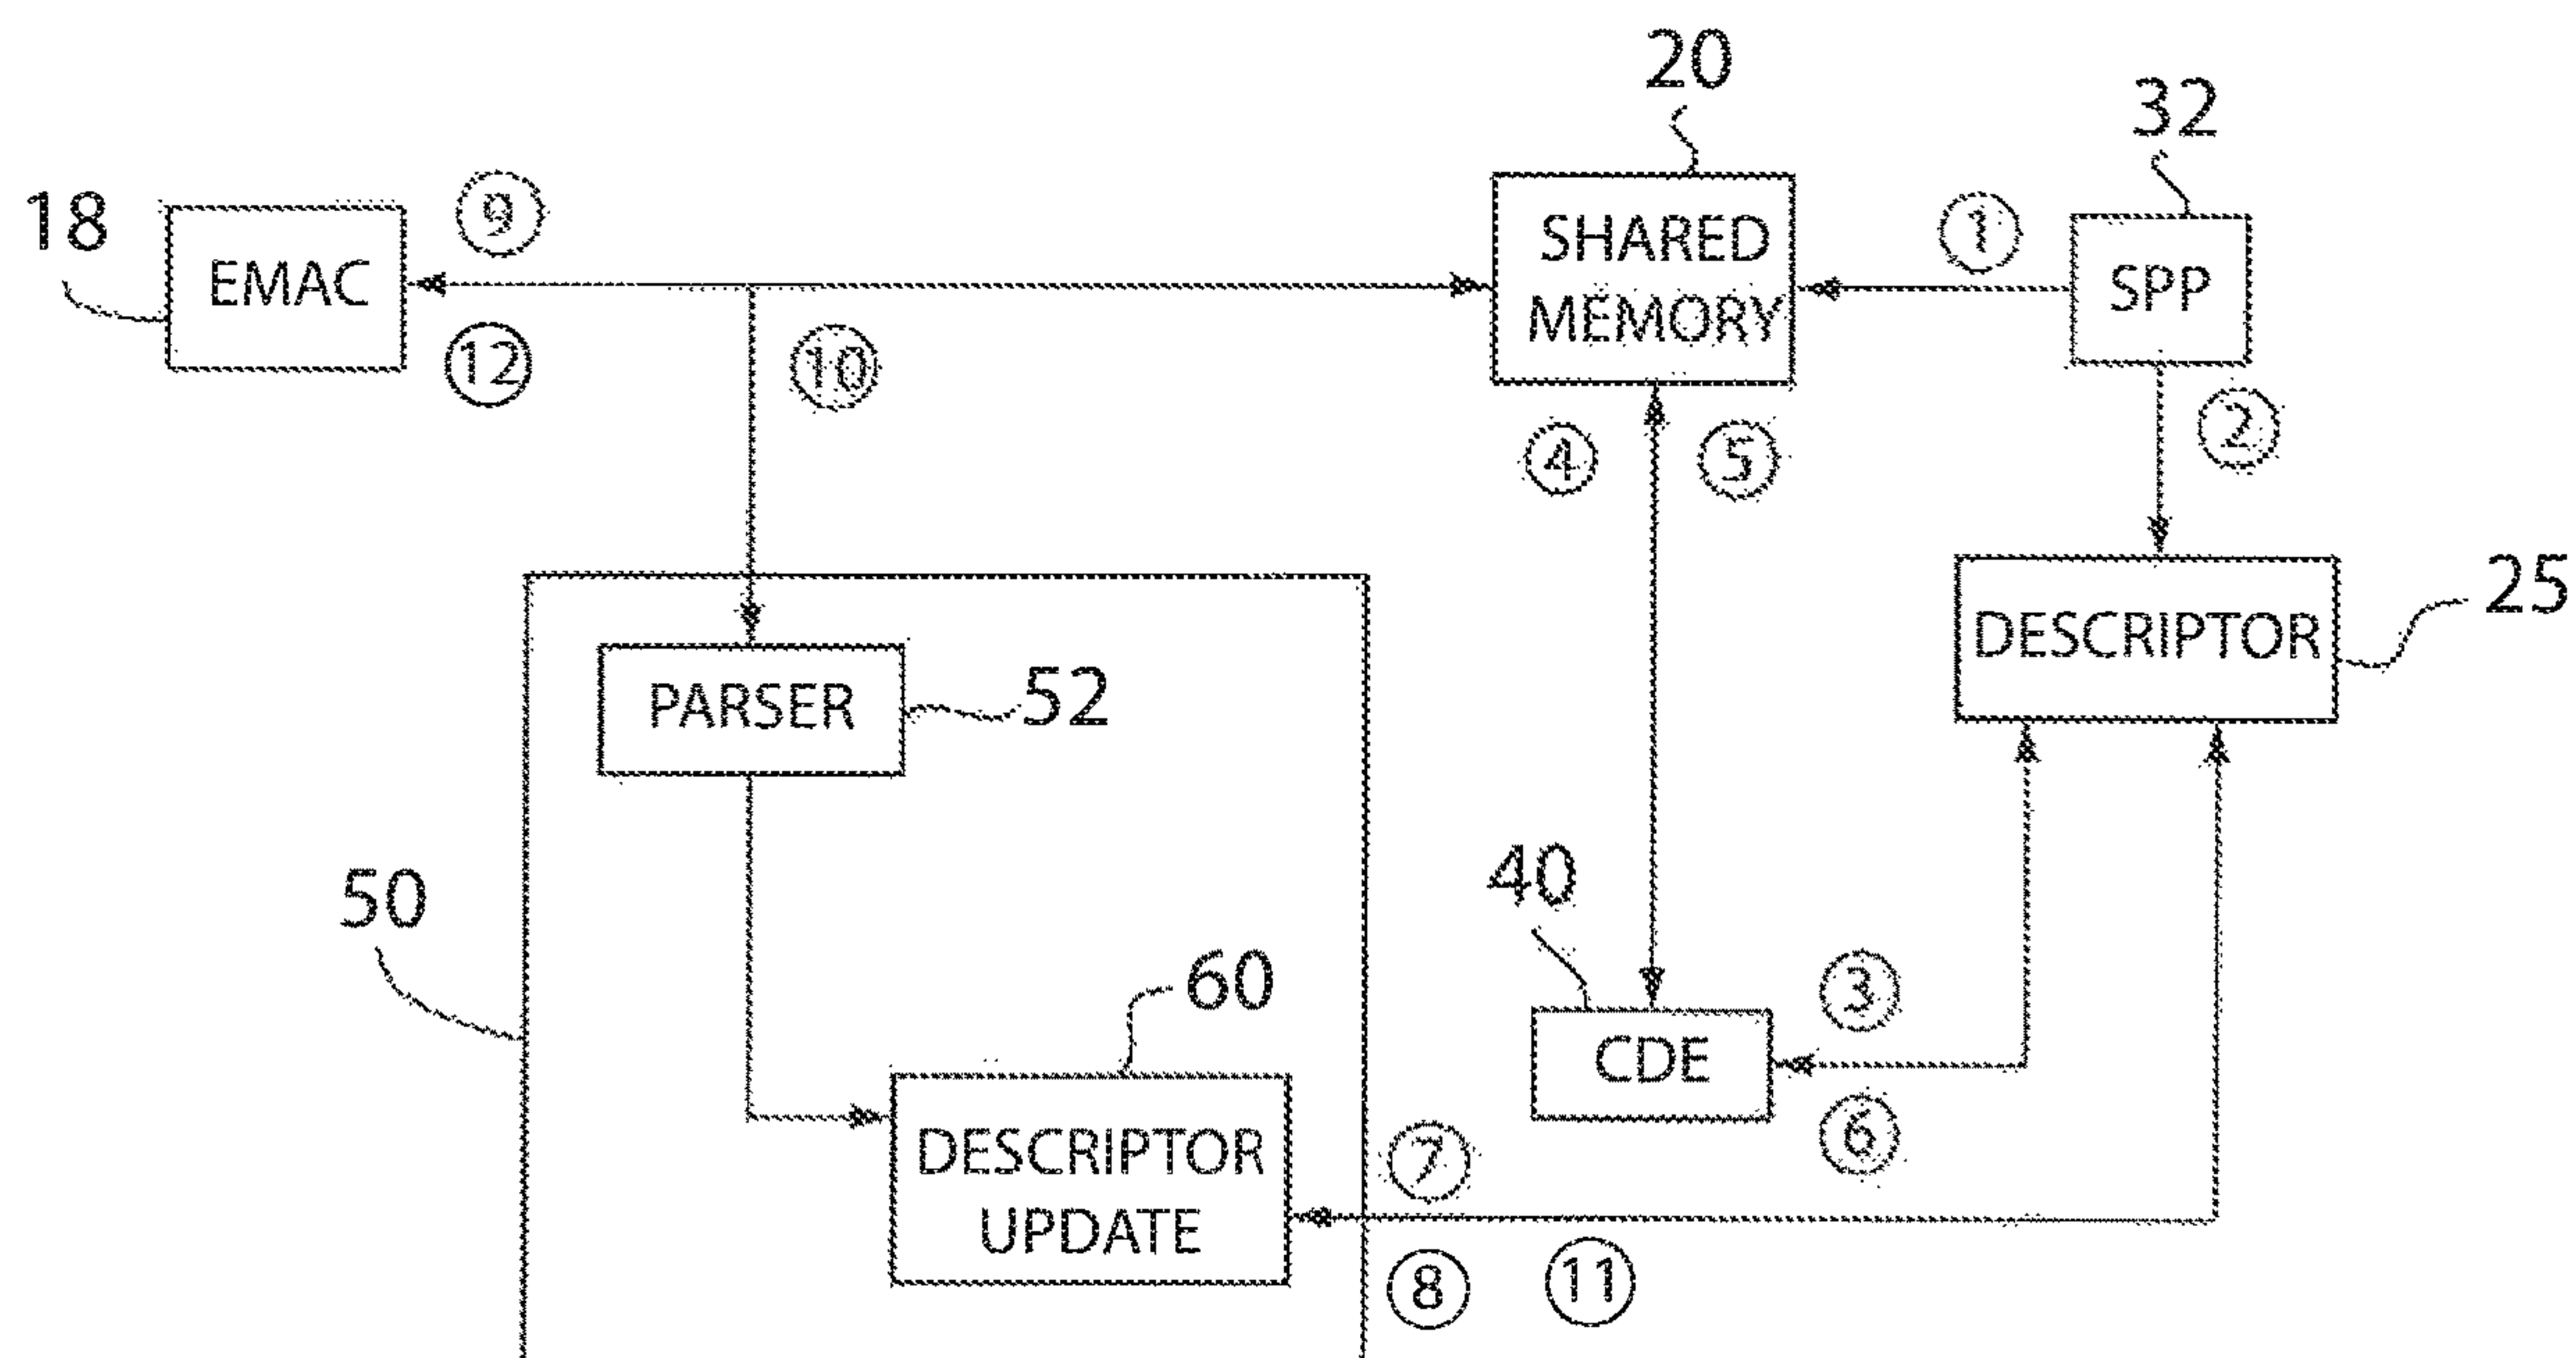 20
32
18
EMAC
⑨
⑫
⑩
SHARED
MEMORY
①
SPP
②
④
⑤
DESCRIPTOR
25
PARSER
52
50
40
CDE
③
⑥
60
DESCRIPTOR
UPDATE
⑦
⑧
⑪